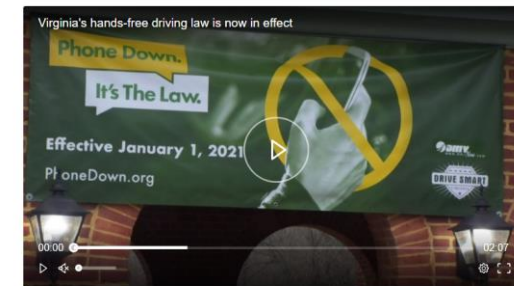 Virginia's hands-free driving law is now in effect
Phone Down.
It's The Law.
Effective January 1, 2021
PhoneDown.org
DMV
DRIVE SMART
00:00
02:07